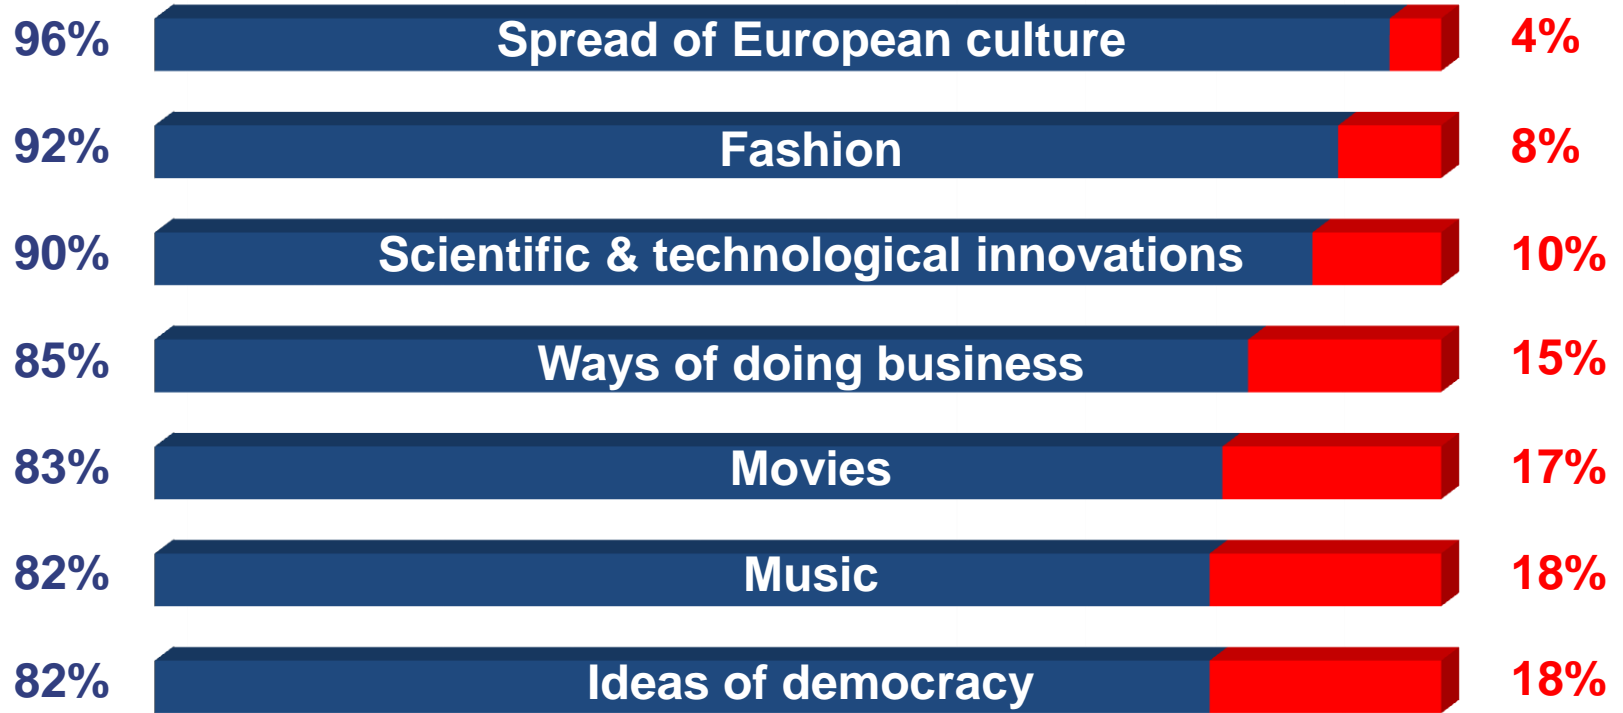 96% Spread of European culture 4%
92% Fashion 8%
90% Scientific & technological innovations 10%
85% Ways of doing business 15%
83% Movies 17%
82% Music 18%
82% Ideas of democracy 18%